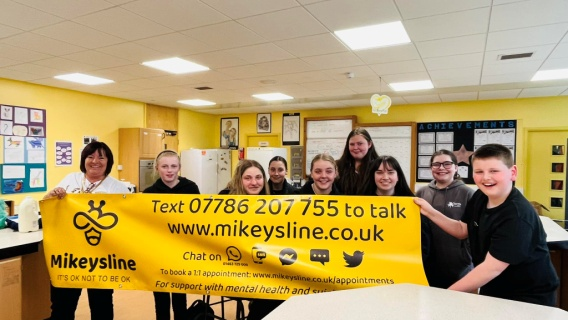 ACHIEVEMENTS
Text 07786 207 755 to talk
www.mikeysline.co.uk
Chat on
To book a 1:1 appointment: www.mikeysline.co.uk/appointments
For support with mental health and
Mikeysline
IT'S OK NOT TO BE OK